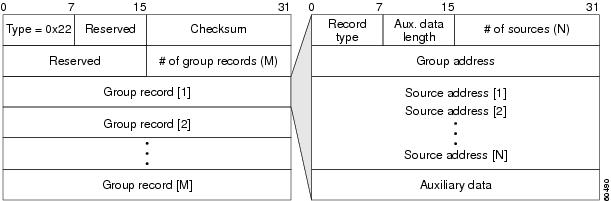 0 7 15 31
Type = 0x22 Reserved Checksum
Reserved # of group records (M)
Group record [1]
Group record [2]
Group record [M]
0 7 15 31
Record type Aux. data length # of sources (N)
Group address
Source address [1]
Source address [2]
Source address [N]
Auxiliary data
60490